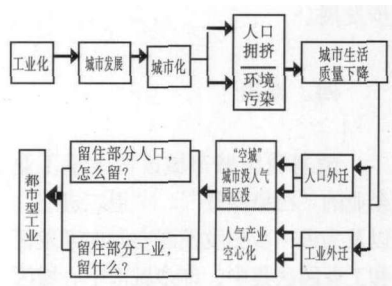 工业化
城市发展
城市化
人口
拥挤
环境
污染
城市生活
质量下降
人口外迁
工业外迁
“空城”
城市没人气
园区没
人气产业
空心化
留住部分人口,
怎么留?
留住部分工业,
留什么?
都市型工业